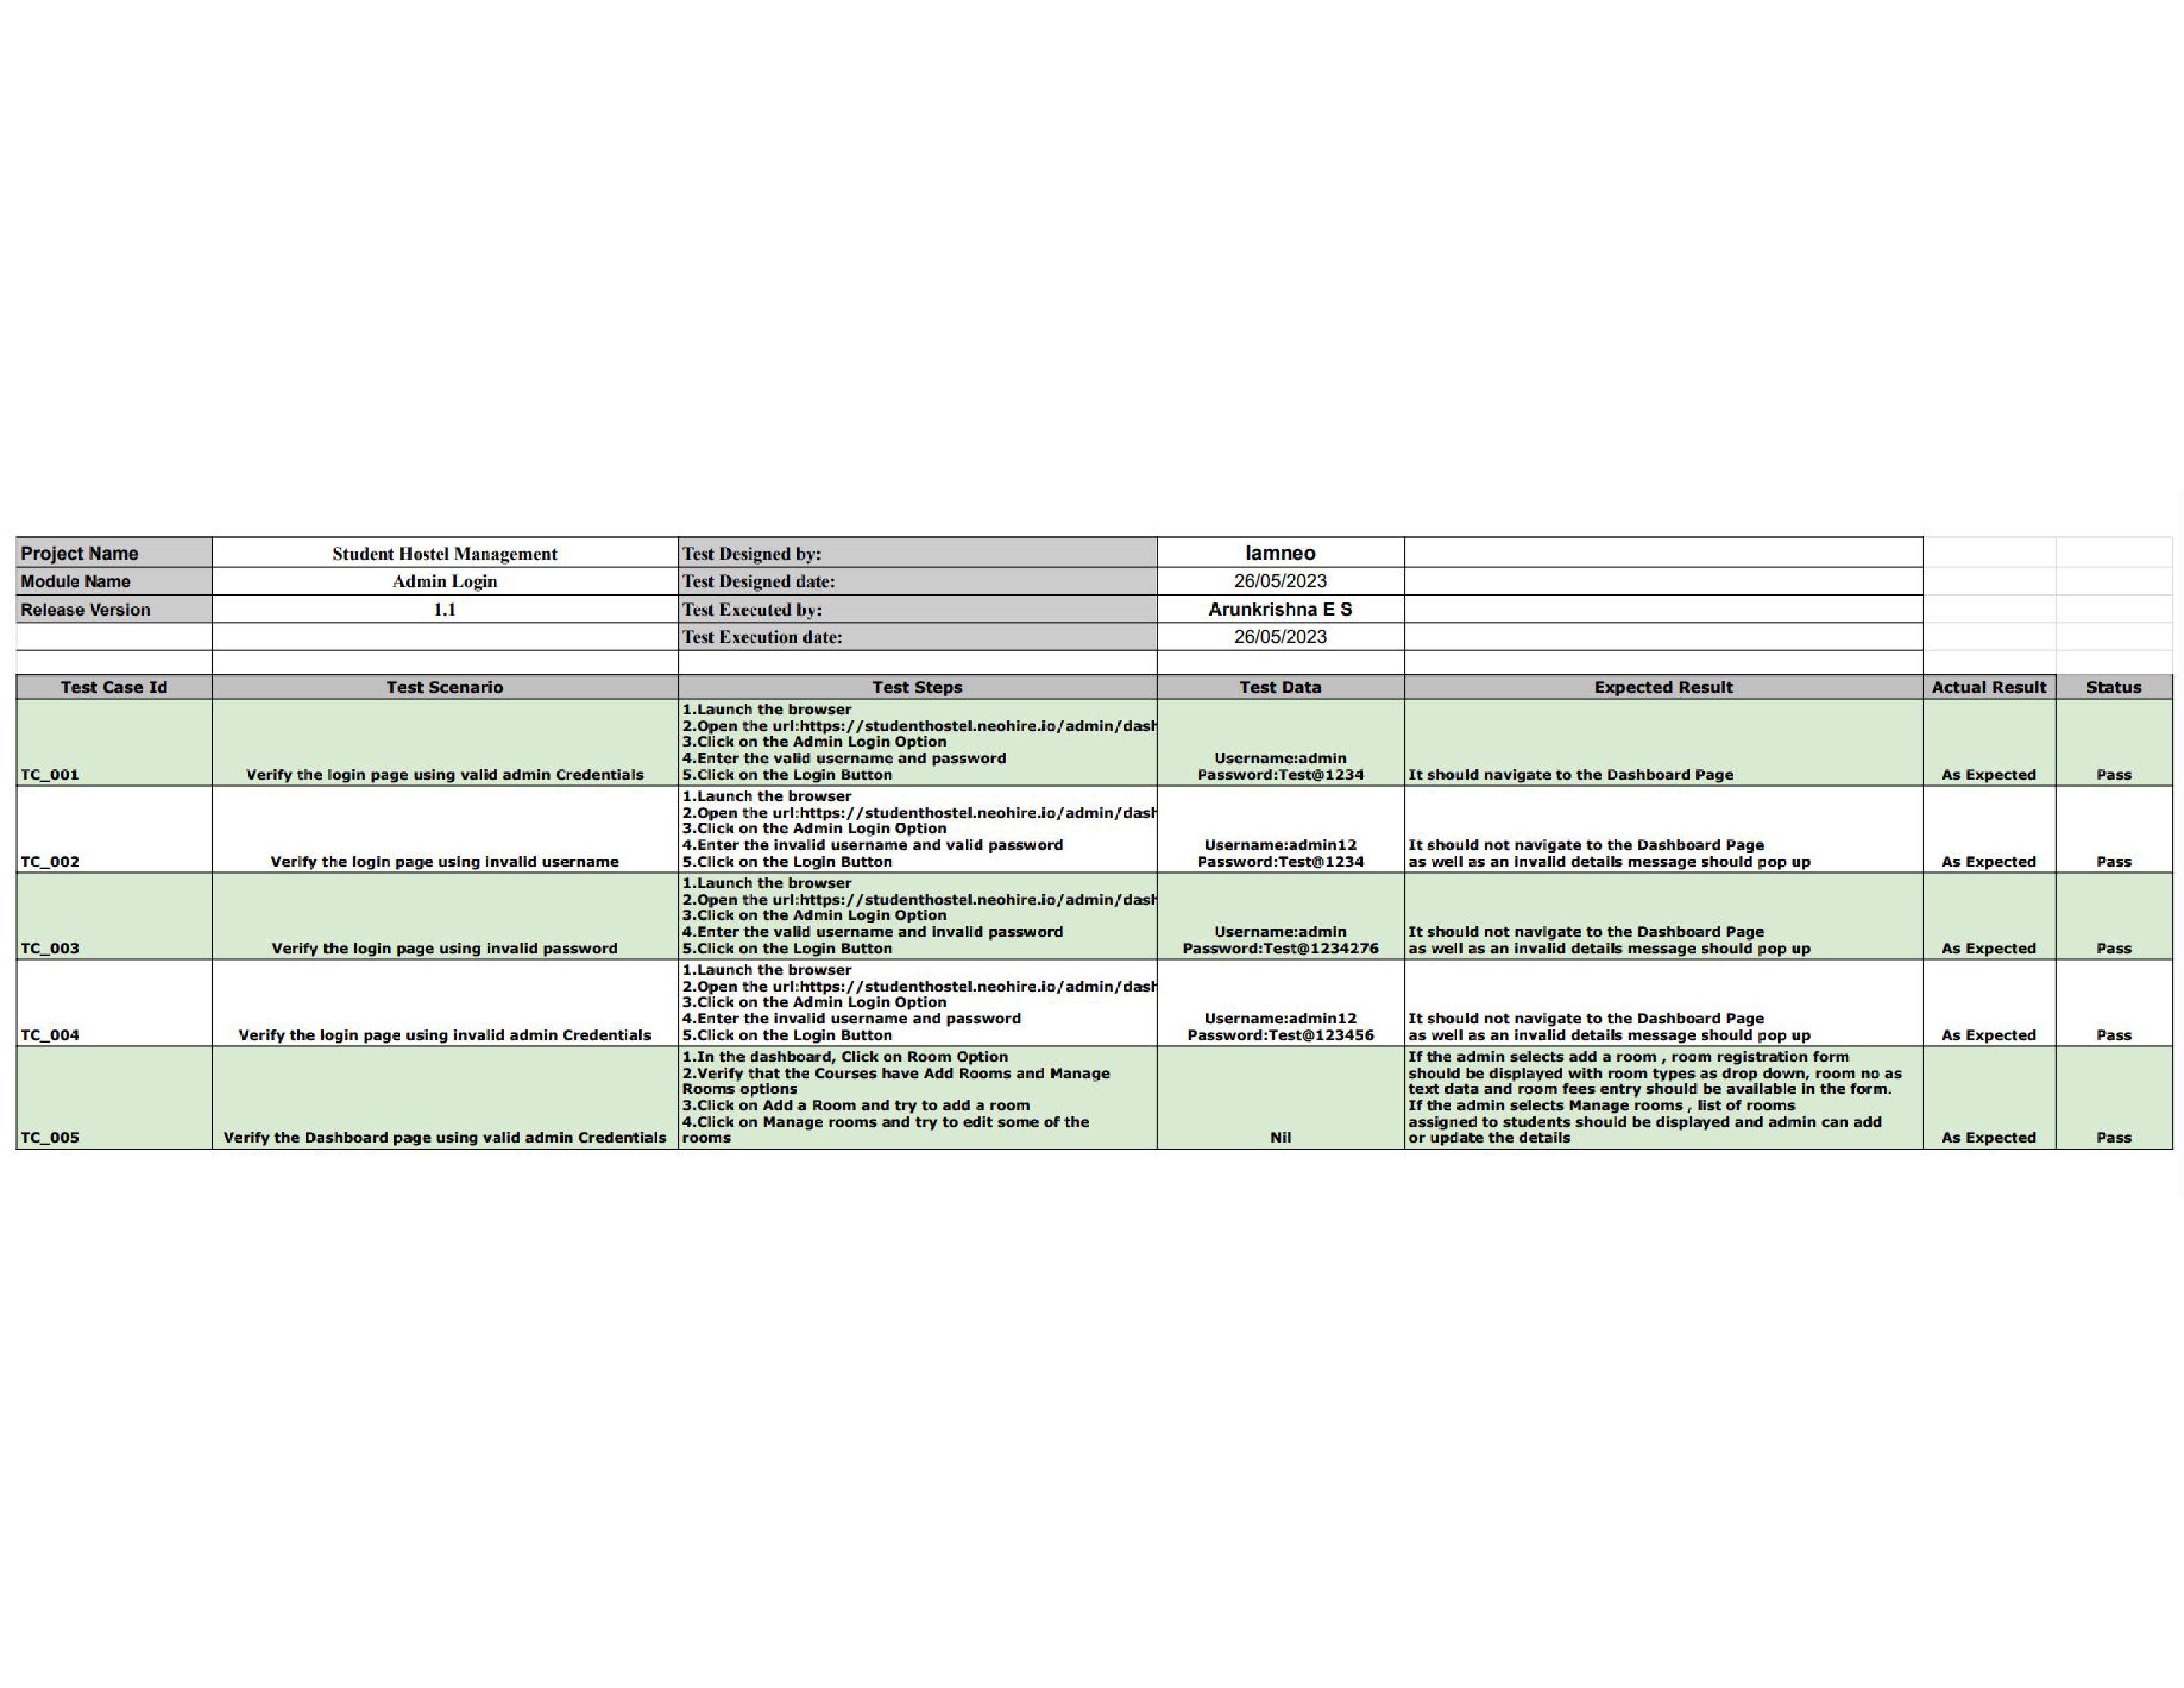 Project Name Student Hostel Management Test Designed by: Iamneo
Module Name Admin Login Test Designed date: 26/05/2023
Release Version 1.1 Test Executed by: Arunkrishna E S
Test Execution date: 26/05/2023
Test Case Id Test Scenario Test Steps Test Data Expected Result Actual Result Status
TC_001
Verify the login page using valid admin Credentials
1.Launch the browser
2.Open the url:https://studenthostel.neohire.io/admin/dash
3.Click on the Admin Login Option
4.Enter the valid username and password
5.Click on the Login Button
Username:admin
Password:Test@1234
It should navigate to the Dashboard Page
As Expected
Pass
TC_002
Verify the login page using invalid username
1.Launch the browser
2.Open the url:https://studenthostel.neohire.io/admin/dash
3.Click on the Admin Login Option
4.Enter the invalid username and valid password
5.Click on the Login Button
Username:admin12
Password:Test@1234
It should not navigate to the Dashboard Page
as well as an invalid details message should pop up
As Expected
Pass
TC_003
Verify the login page using invalid password
1.Launch the browser
2.Open the url:https://studenthostel.neohire.io/admin/dash
3.Click on the Admin Login Option
4.Enter the valid username and invalid password
5.Click on the Login Button
Username:admin
Password:Test@1234276
It should not navigate to the Dashboard Page
as well as an invalid details message should pop up
As Expected
Pass
TC_004
Verify the login page using invalid admin Credentials
1.Launch the browser
2.Open the url:https://studenthostel.neohire.io/admin/dash
3.Click on the Admin Login Option
4.Enter the invalid username and password
5.Click on the Login Button
Username:admin12
Password:Test@123456
It should not navigate to the Dashboard Page
as well as an invalid details message should pop up
As Expected
Pass
TC_005
Verify the Dashboard page using valid admin Credentials
1.In the dashboard, Click on Room Option
2.Verify that the Courses have Add Rooms and Manage
Rooms options
3.Click on Add a Room and try to add a room
4.Click on Manage rooms and try to edit some of the
rooms
Nil
If the admin selects add a room , room registration form
should be displayed with room types as drop down, room no as
text data and room fees entry should be available in the form.
If the admin selects Manage rooms , list of rooms
assigned to students should be displayed and admin can add
or update the details
As Expected
Pass